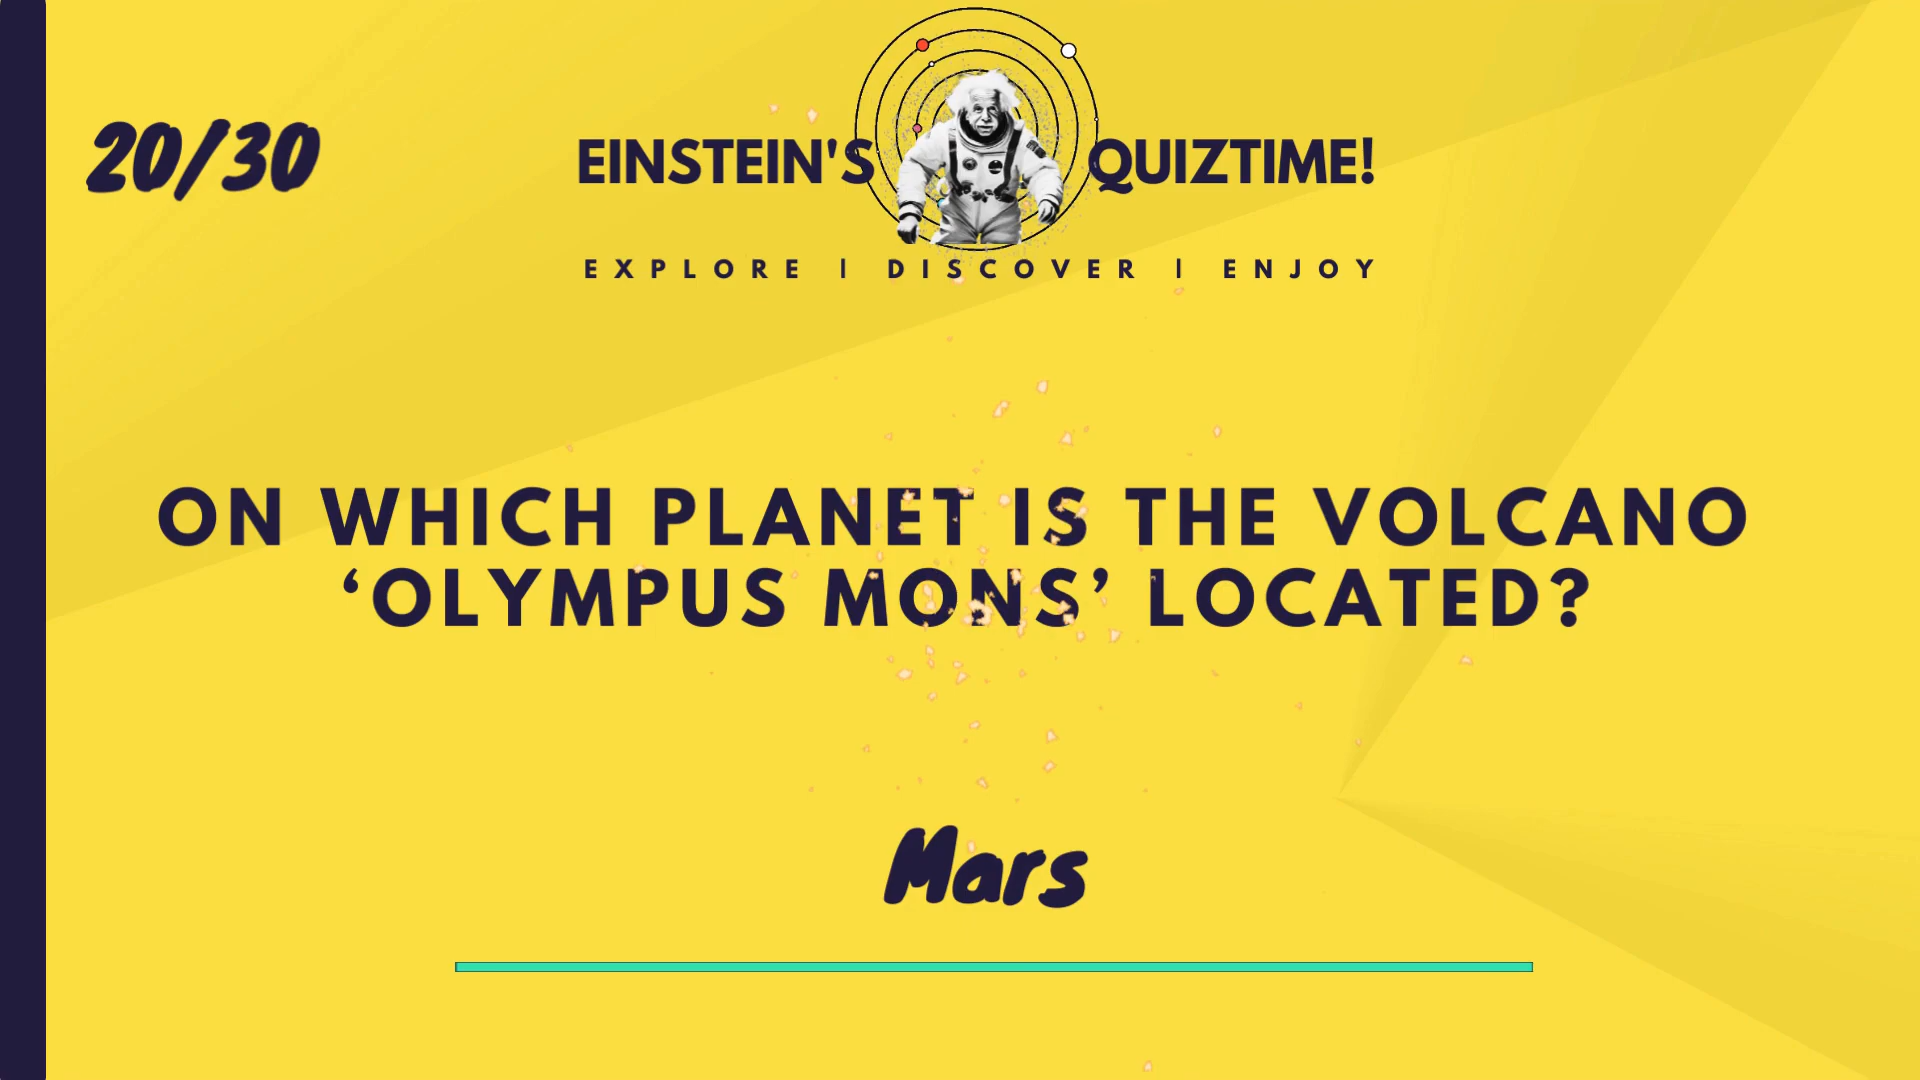 20/30
EINSTEIN'S QUIZTIME!
EXPLORE | DISCOVER | ENJOY
ON WHICH PLANET IS THE VOLCANO
‘OLYMPUS MONS’ LOCATED?
Mars